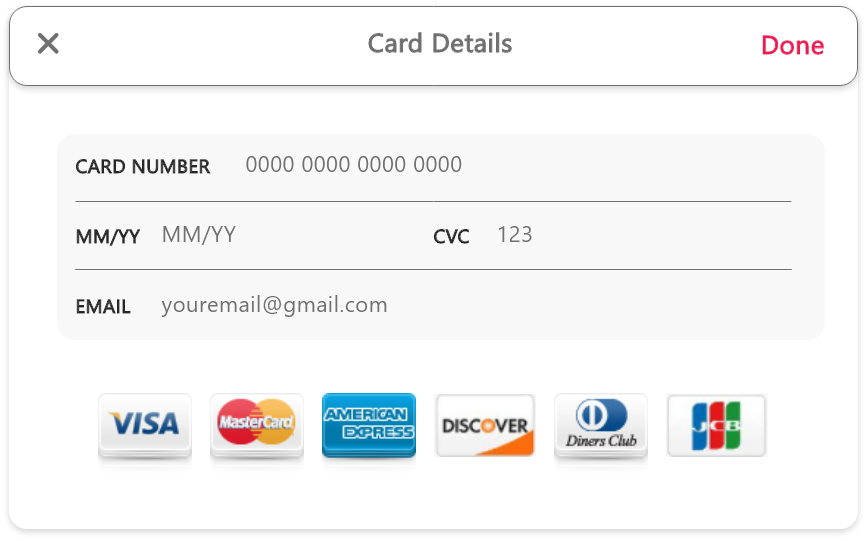 Card Details
Done
CARD NUMBER 0000 0000 0000 0000
MM/YY MM/YY CVC 123
EMAIL youremail@gmail.com
VISA MasterCard AMERICAN EXPRESS DISCOVER Diners Club JCB